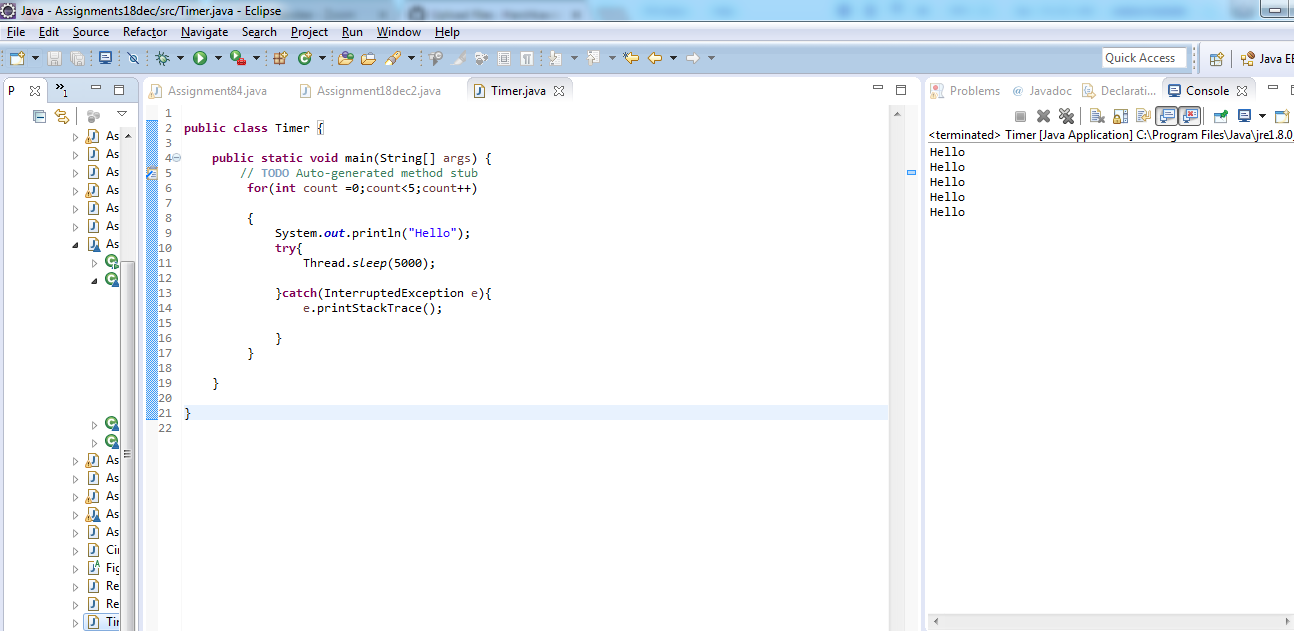 Java - Assignments18dec/src/Timer.java - Eclipse
File Edit Source Refactor Navigate Search Project Run Window Help
Quick Access
Java EE
P
»1
Assignment84.java
Assignment18dec2.java
Timer.java
Problems
@ Javadoc
Declarati...
Console
<terminated> Timer [Java Application] C:\Program Files\Java\jre1.8.0_
As
As
As
As
As
As
As
As
As
As
As
As
Cir
Fig
Re
Re
Tin
1
2 public class Timer {
3
4 public static void main(String[] args) {
5 // TODO Auto-generated method stub
6 for(int count =0;count<5;count++)
7
8 {
9 System.out.println("Hello");
10 try{
11 Thread.sleep(5000);
12
13 }catch(InterruptedException e){
14 e.printStackTrace();
15
16 }
17 }
18
19 }
20
21 }
22
Hello
Hello
Hello
Hello
Hello